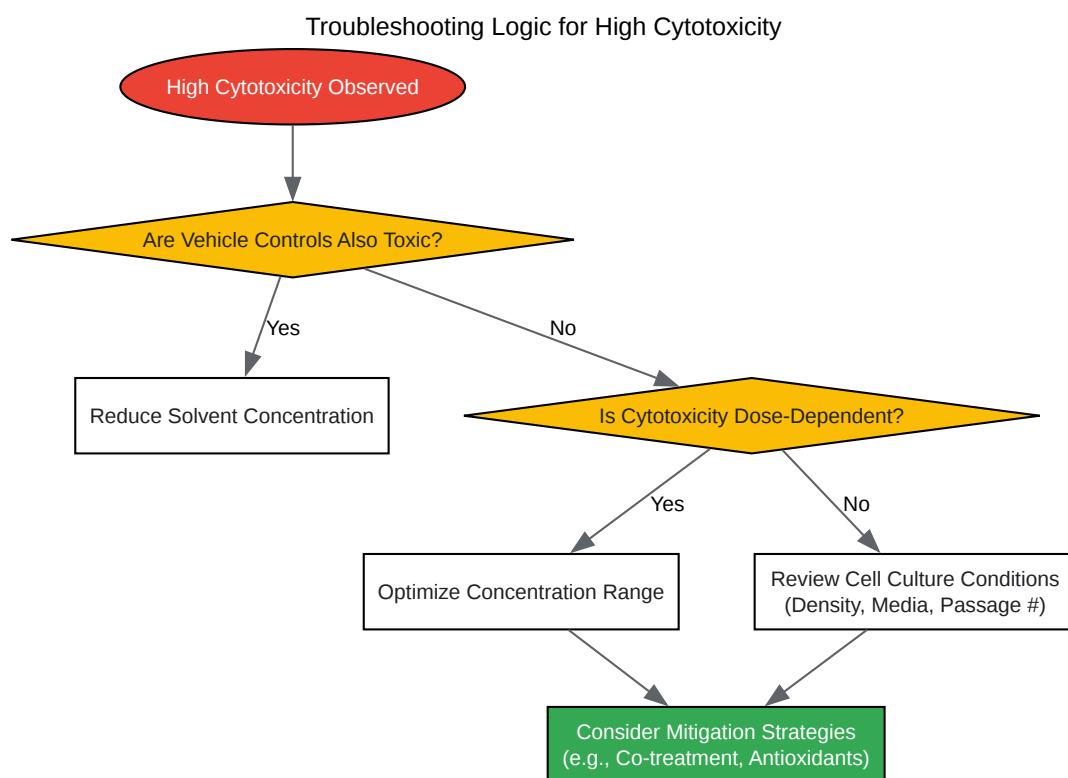 Troubleshooting Logic for High Cytotoxicity
High Cytotoxicity Observed
Are Vehicle Controls Also Toxic?
Yes
No
Reduce Solvent Concentration
Is Cytotoxicity Dose-Dependent?
Yes
No
Optimize Concentration Range
Review Cell Culture Conditions
(Density, Media, Passage #)
Consider Mitigation Strategies
(e.g., Co-treatment, Antioxidants)